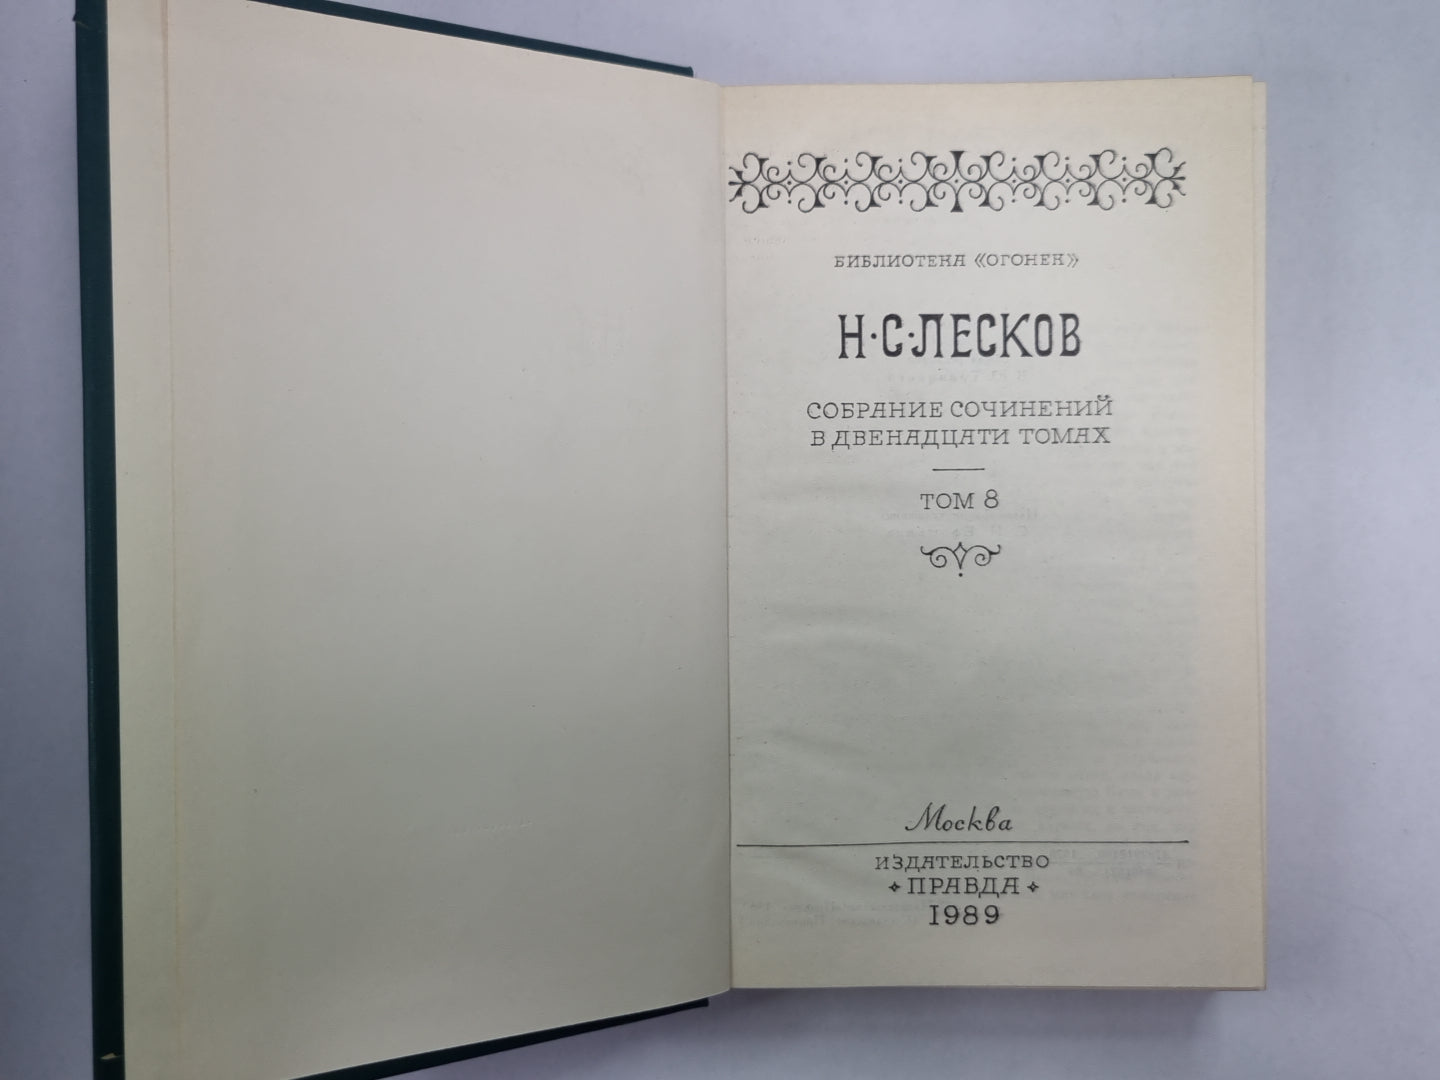 БИБЛИОТЕКА «ОГОНЕК»
Н·С·ЛЕСКОВ
СОБРАНИЕ СОЧИНЕНИЙ
В ДВЕНАДЦАТИ ТОМАХ
ТОМ 8
Москва
ИЗДАТЕЛЬСТВО
ПРАВДА
1989